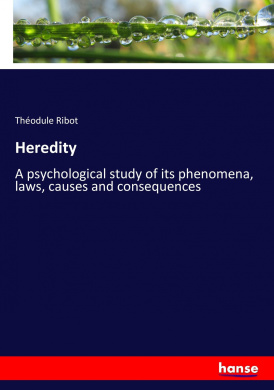 Théodule Ribot
Heredity
A psychological study of its phenomena,
laws, causes and consequences
hanse